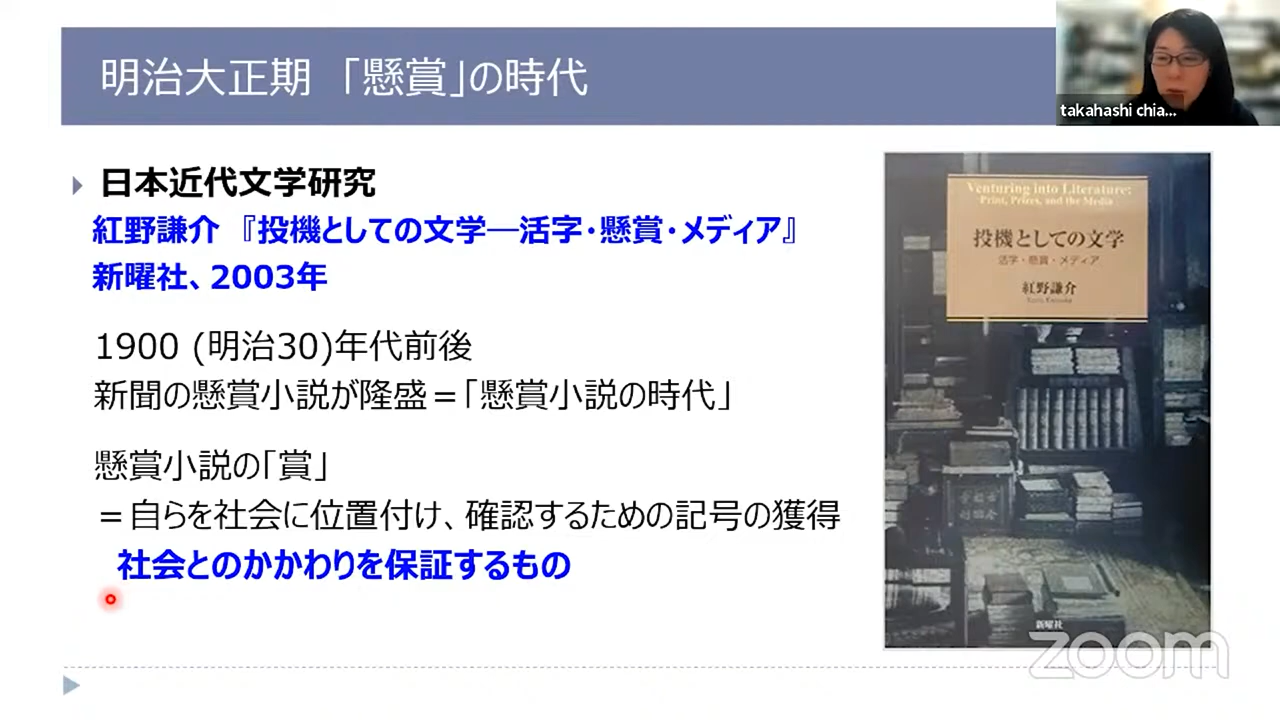 明治大正期 「懸賞」の時代
takahashi chia...
日本近代文学研究
紅野謙介 『投機としての文学―活字・懸賞・メディア』
新曜社、2003年
1900 (明治30)年代前後
新聞の懸賞小説が隆盛＝「懸賞小説の時代」
懸賞小説の「賞」
＝自らを社会に位置付け、確認するための記号の獲得
社会とのかかわりを保証するもの
Venturing into Literature:
Print, Prizes, and the Media
投機としての文学
活字・懸賞・メディア
紅野謙介
新曜社
zoom